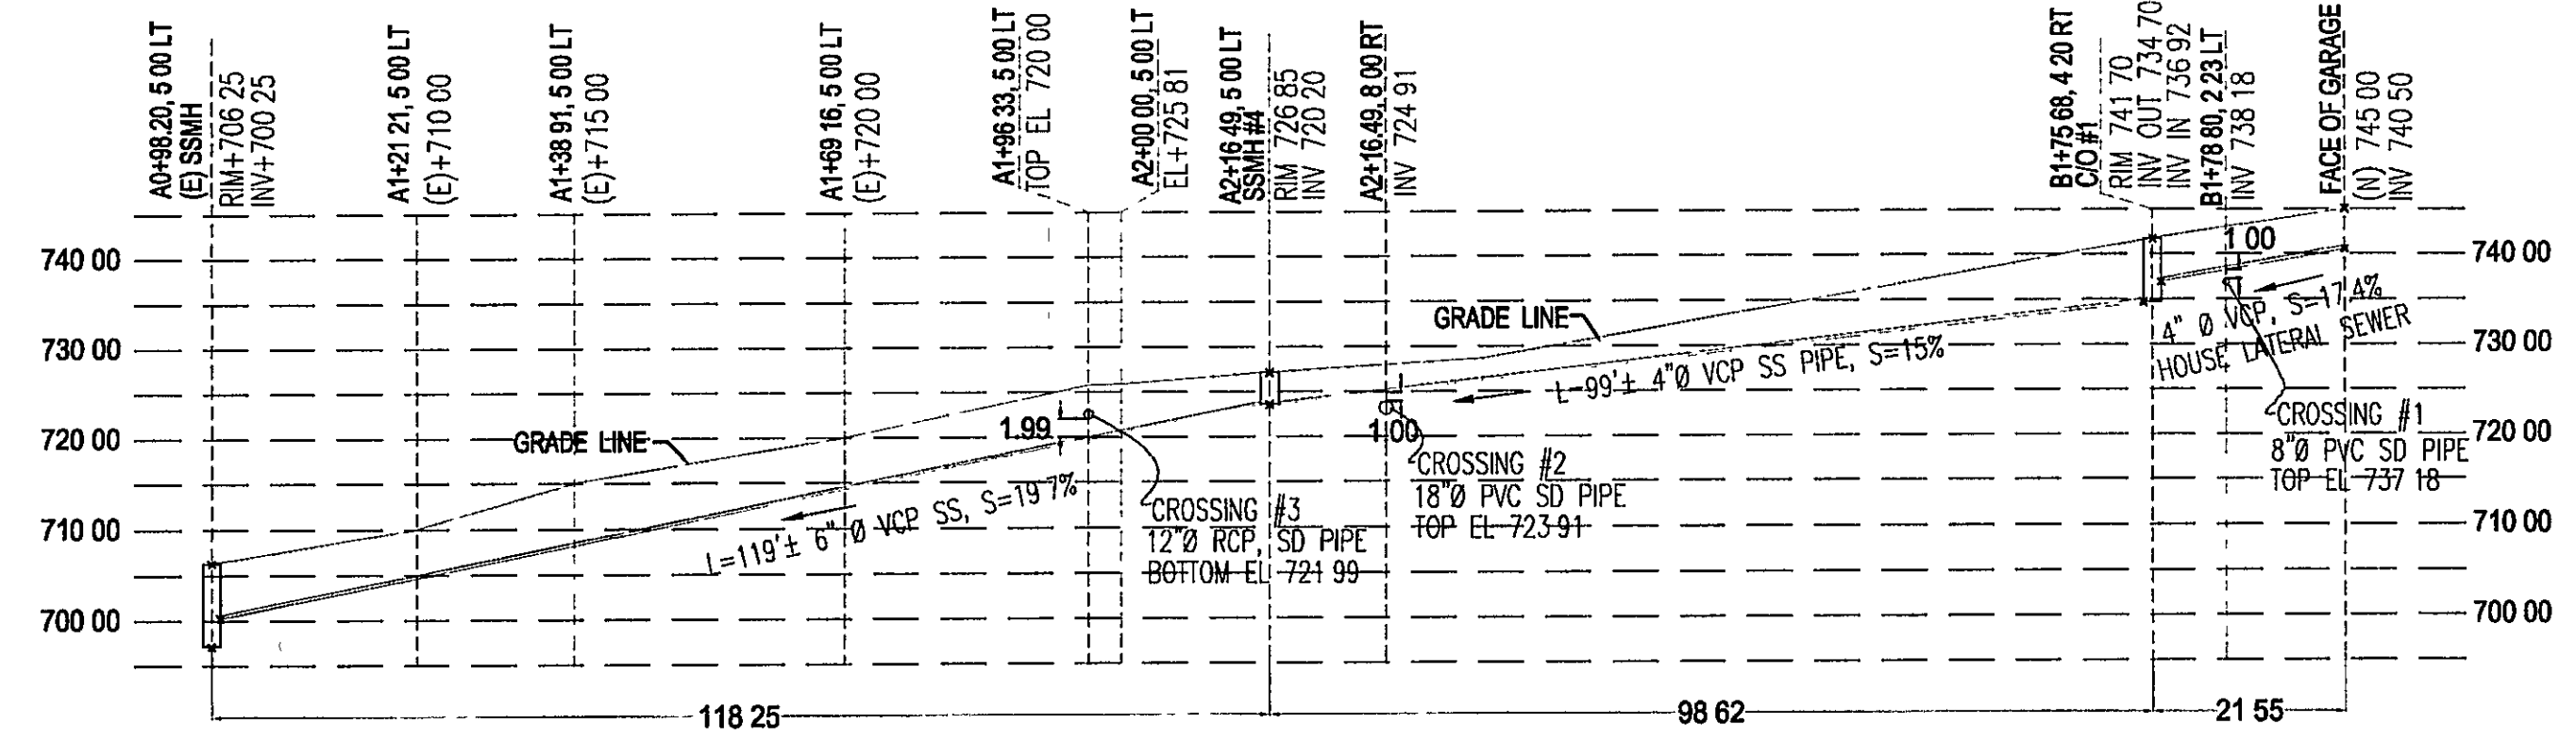 A0+98.20, 5 00 LT
(E) SSMH
RIM+706 25
INV+700 25
A1+21 21, 5 00 LT
(E)+710 00
A1+38 91, 5 00 LT
(E)+715 00
A1+69 16, 5 00 LT
(E)+720 00
A1+96 33, 5 00 LT
TOP EL 720 00
A2+00 00, 5 00 LT
EL+725 81
A2+16 49, 5 00 LT
SSMH #4
RIM 726 85
INV 720 20
A2+16.49, 8 00 RT
INV 724 91
B1+75 68, 4 20 RT
C/O #1
RIM 741 70
INV OUT 734 70
INV IN 736 92
B1+78 80, 2 23 LT
INV 738 18
FACE OF GARAGE
(N) 745 00
INV 740 50
740 00
730 00
720 00
710 00
700 00
740 00
730 00
720 00
710 00
700 00
GRADE LINE
L=119'± 6" Ø VCP SS, S=19 7%
1.99
CROSSING #3
12"Ø RCP, SD PIPE
BOTTOM EL 721 99
GRADE LINE
L=99'± 4"Ø VCP SS PIPE, S=15%
1.00
CROSSING #2
18"Ø PVC SD PIPE
TOP EL 723 91
1 00
4" Ø VCP, S=17 4%
HOUSE LATERAL SEWER
CROSSING #1
8"Ø PVC SD PIPE
TOP EL 737 18
118 25
98 62
21 55